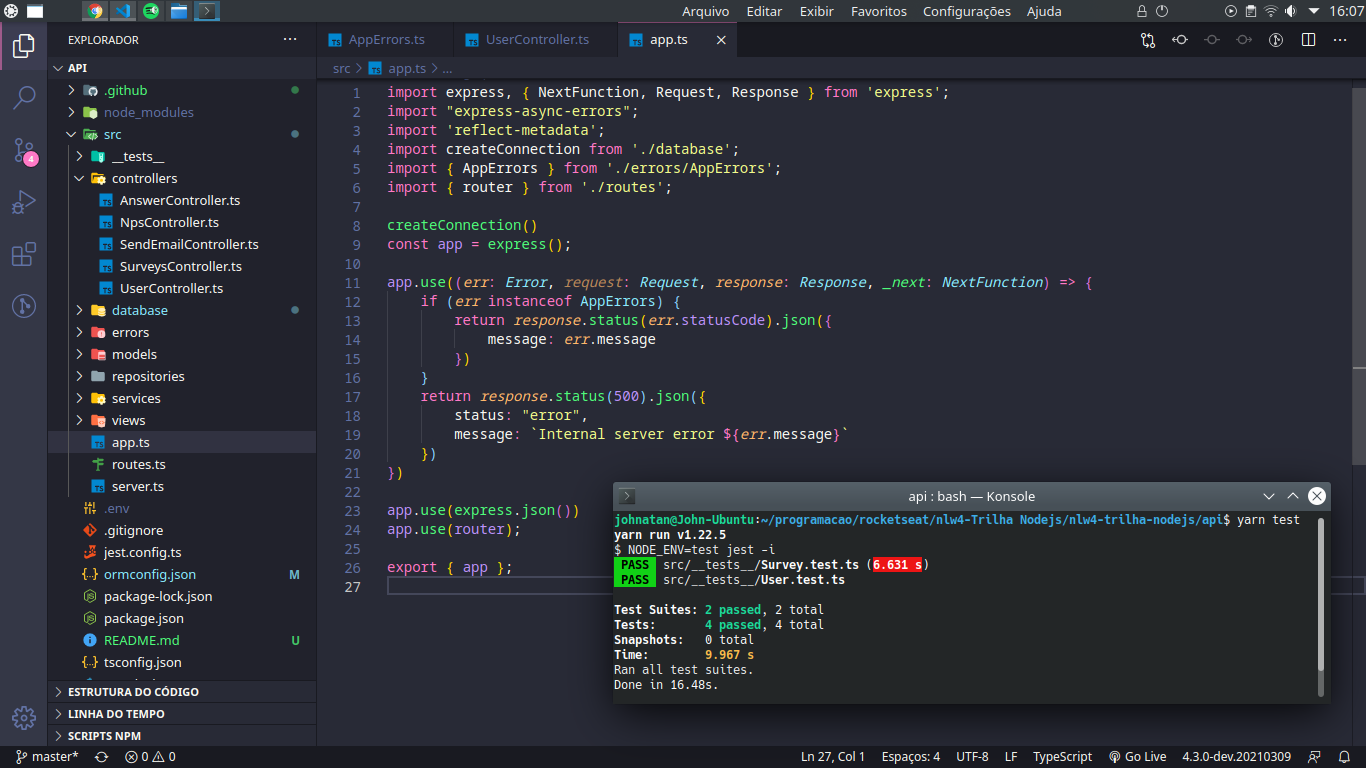 Arquivo Editar Exibir Favoritos Configurações Ajuda 16:07
EXPLORADOR ···
API
.github
node_modules
src
__tests__
controllers
AnswerController.ts
NpsController.ts
SendEmailController.ts
SurveysController.ts
UserController.ts
database
errors
models
repositories
services
views
app.ts
routes.ts
server.ts
.env
.gitignore
jest.config.ts
ormconfig.json M
package-lock.json
package.json
README.md U
tsconfig.json
ESTRUTURA DO CÓDIGO
LINHA DO TEMPO
SCRIPTS NPM
4
TS AppErrors.ts TS UserController.ts TS app.ts
src > TS app.ts > ...
1 import express, { NextFunction, Request, Response } from 'express';
2 import "express-async-errors";
3 import 'reflect-metadata';
4 import createConnection from './database';
5 import { AppErrors } from './errors/AppErrors';
6 import { router } from './routes';
7
8 createConnection()
9 const app = express();
10
11 app.use((err: Error, request: Request, response: Response, _next: NextFunction) => {
12 if (err instanceof AppErrors) {
13 return response.status(err.statusCode).json({
14 message: err.message
15 })
16 }
17 return response.status(500).json({
18 status: "error",
19 message: `Internal server error ${err.message}`
20 })
21 })
22
23 app.use(express.json())
24 app.use(router);
25
26 export { app };
27
api : bash — Konsole
johnatan@John-Ubuntu:~/programacao/rocketseat/nlw4-Trilha Nodejs/nlw4-trilha-nodejs/api$ yarn test
yarn run v1.22.5
$ NODE_ENV=test jest -i
PASS src/__tests__/Survey.test.ts (6.631 s)
PASS src/__tests__/User.test.ts
Test Suites: 2 passed, 2 total
Tests: 4 passed, 4 total
Snapshots: 0 total
Time: 9.967 s
Ran all test suites.
Done in 16.48s.
master* 0 0 Ln 27, Col 1 Espaços: 4 UTF-8 LF TypeScript Go Live 4.3.0-dev.20210309